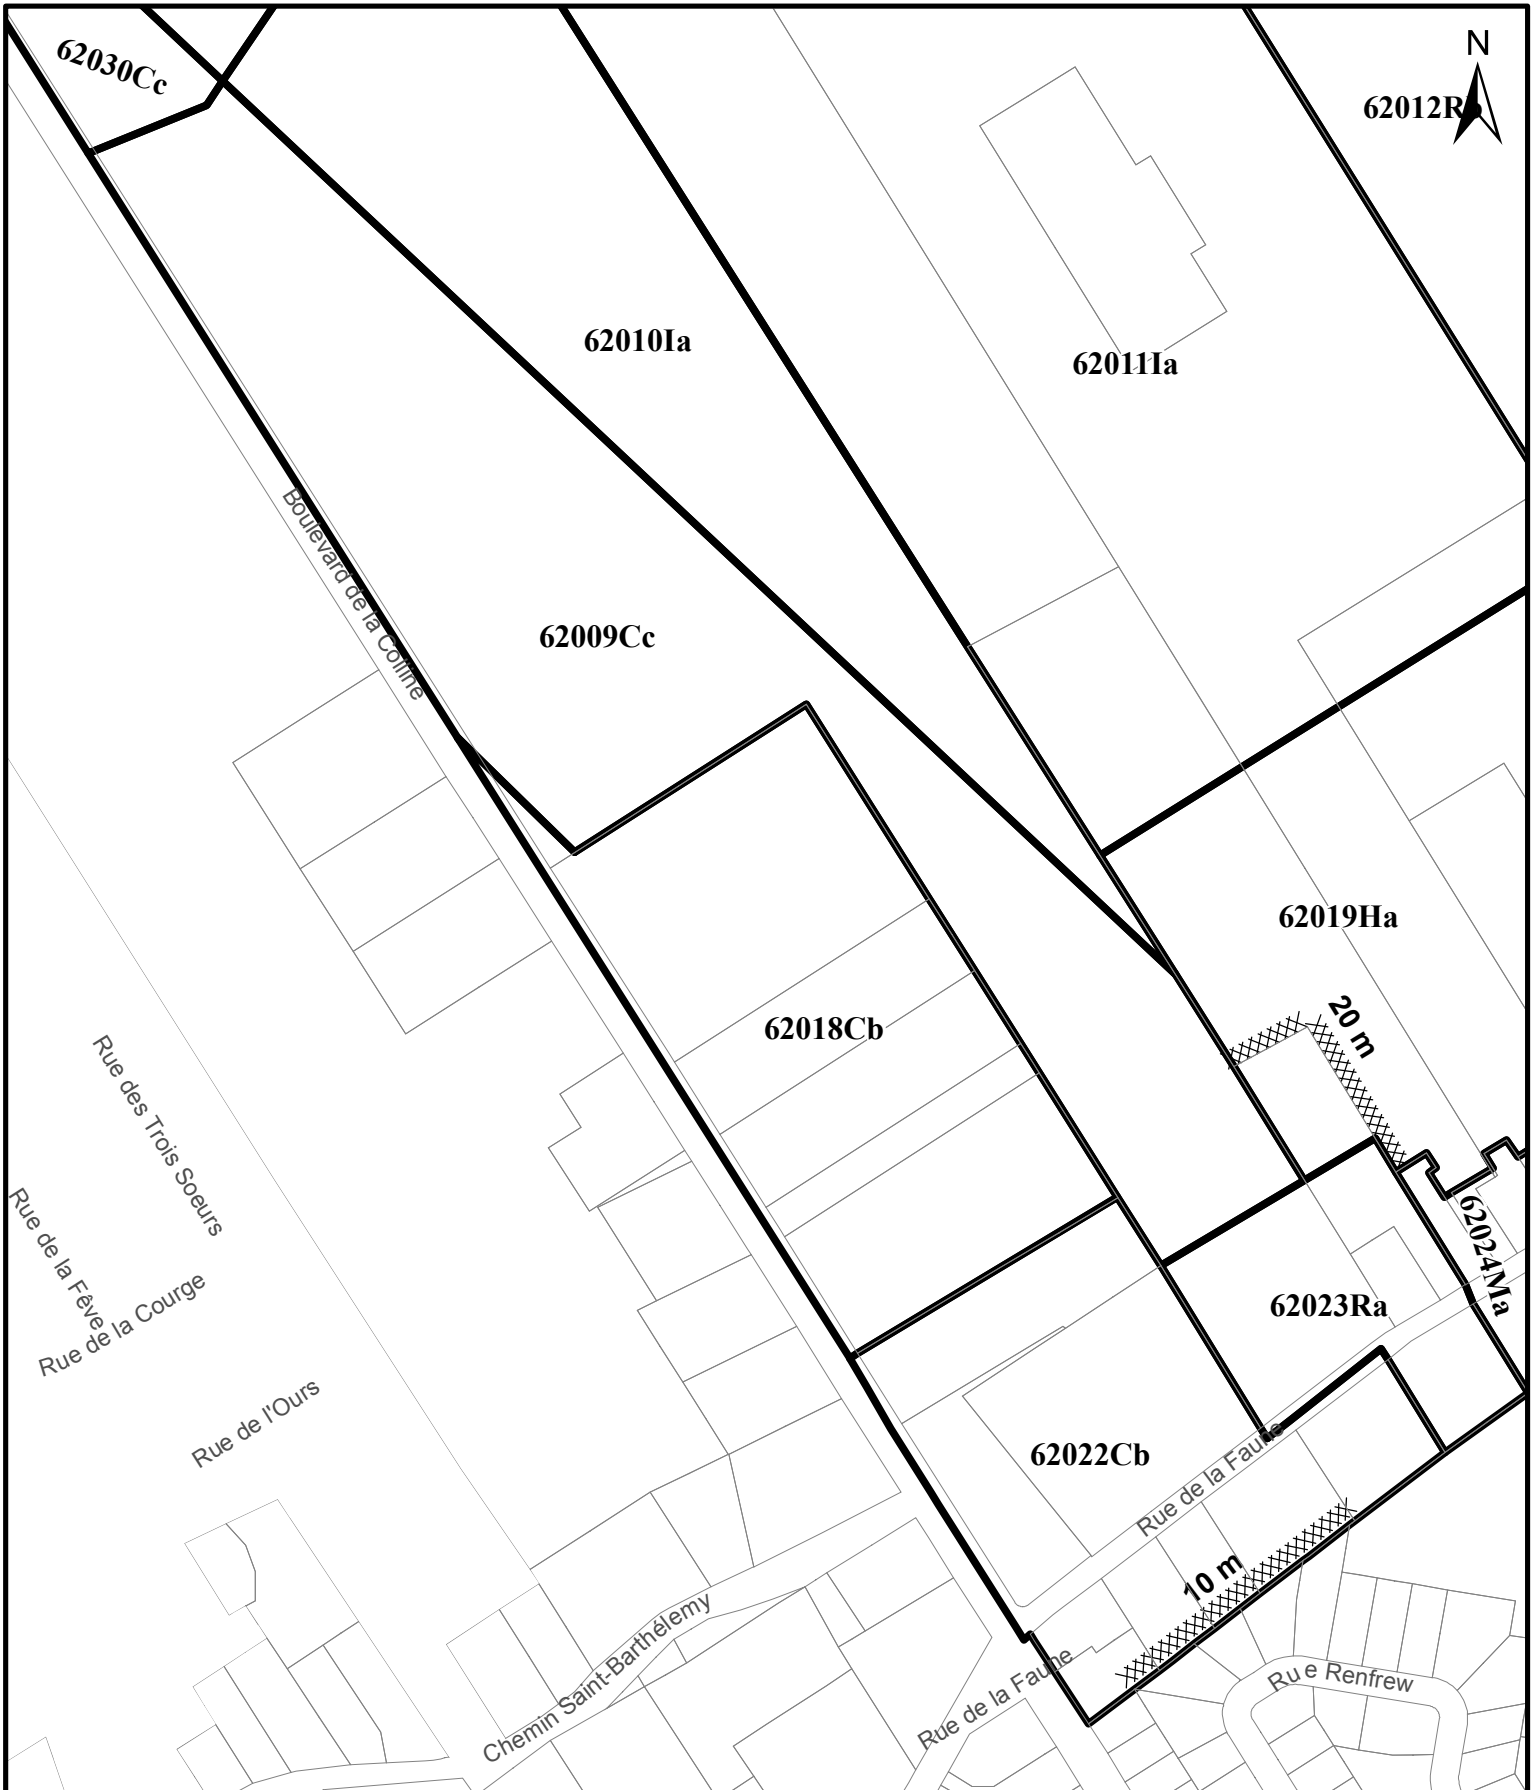 N
62030Cc
62012Rb
62010Ia
62011Ia
Boulevard de la Colline
62009Cc
62019Ha
20 m
62018Cb
Rue des Trois Soeurs
Rue de la Fêve
Rue de la Courge
62024Ma
62023Ra
Rue de l'Ours
62022Cb
Rue de la Faune
10 m
Chemin Saint-Barthélemy
Rue de la Faune
Rue Renfrew